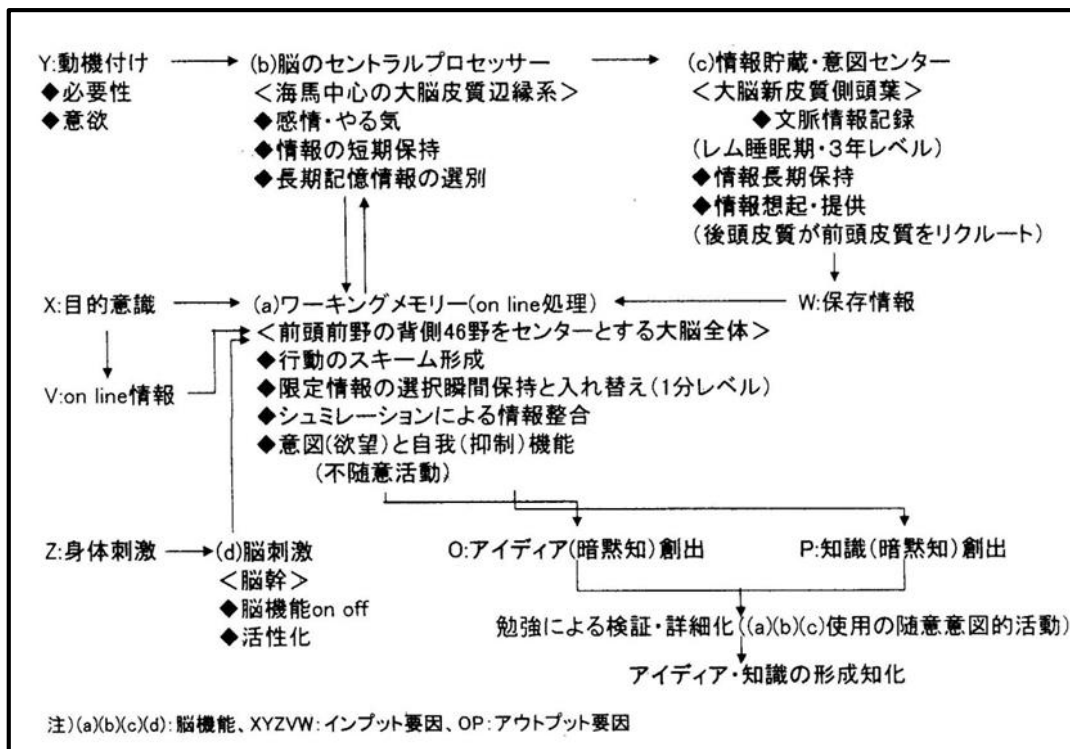 Y:動機付け
◆必要性
◆意欲
(b)脳のセントラルプロセッサー
<海馬中心の大脳皮質辺縁系>
◆感情・やる気
◆情報の短期保持
◆長期記憶情報の選別
(c)情報貯蔵・意図センター
<大脳新皮質側頭葉>
◆文脈情報記録
(レム睡眠期・3年レベル)
◆情報長期保持
◆情報想起・提供
(後頭皮質が前頭皮質をリクルート)
X:目的意識
(a)ワーキングメモリー(on line処理)
W:保存情報
<前頭前野の背側46野をセンターとする大脳全体>
◆行動のスキーム形成
V:on line情報
◆限定情報の選択瞬間保持と入れ替え(1分レベル)
◆シュミレーションによる情報整合
◆意図(欲望)と自我(抑制)機能
(不随意活動)
Z:身体刺激
(d)脳刺激
<脳幹>
◆脳機能on off
◆活性化
O:アイディア(暗黙知)創出
P:知識(暗黙知)創出
勉強による検証・詳細化((a)(b)(c)使用の随意意図的活動)
アイディア・知識の形成知化
注)(a)(b)(c)(d):脳機能、XYZVW:インプット要因、OP:アウトプット要因